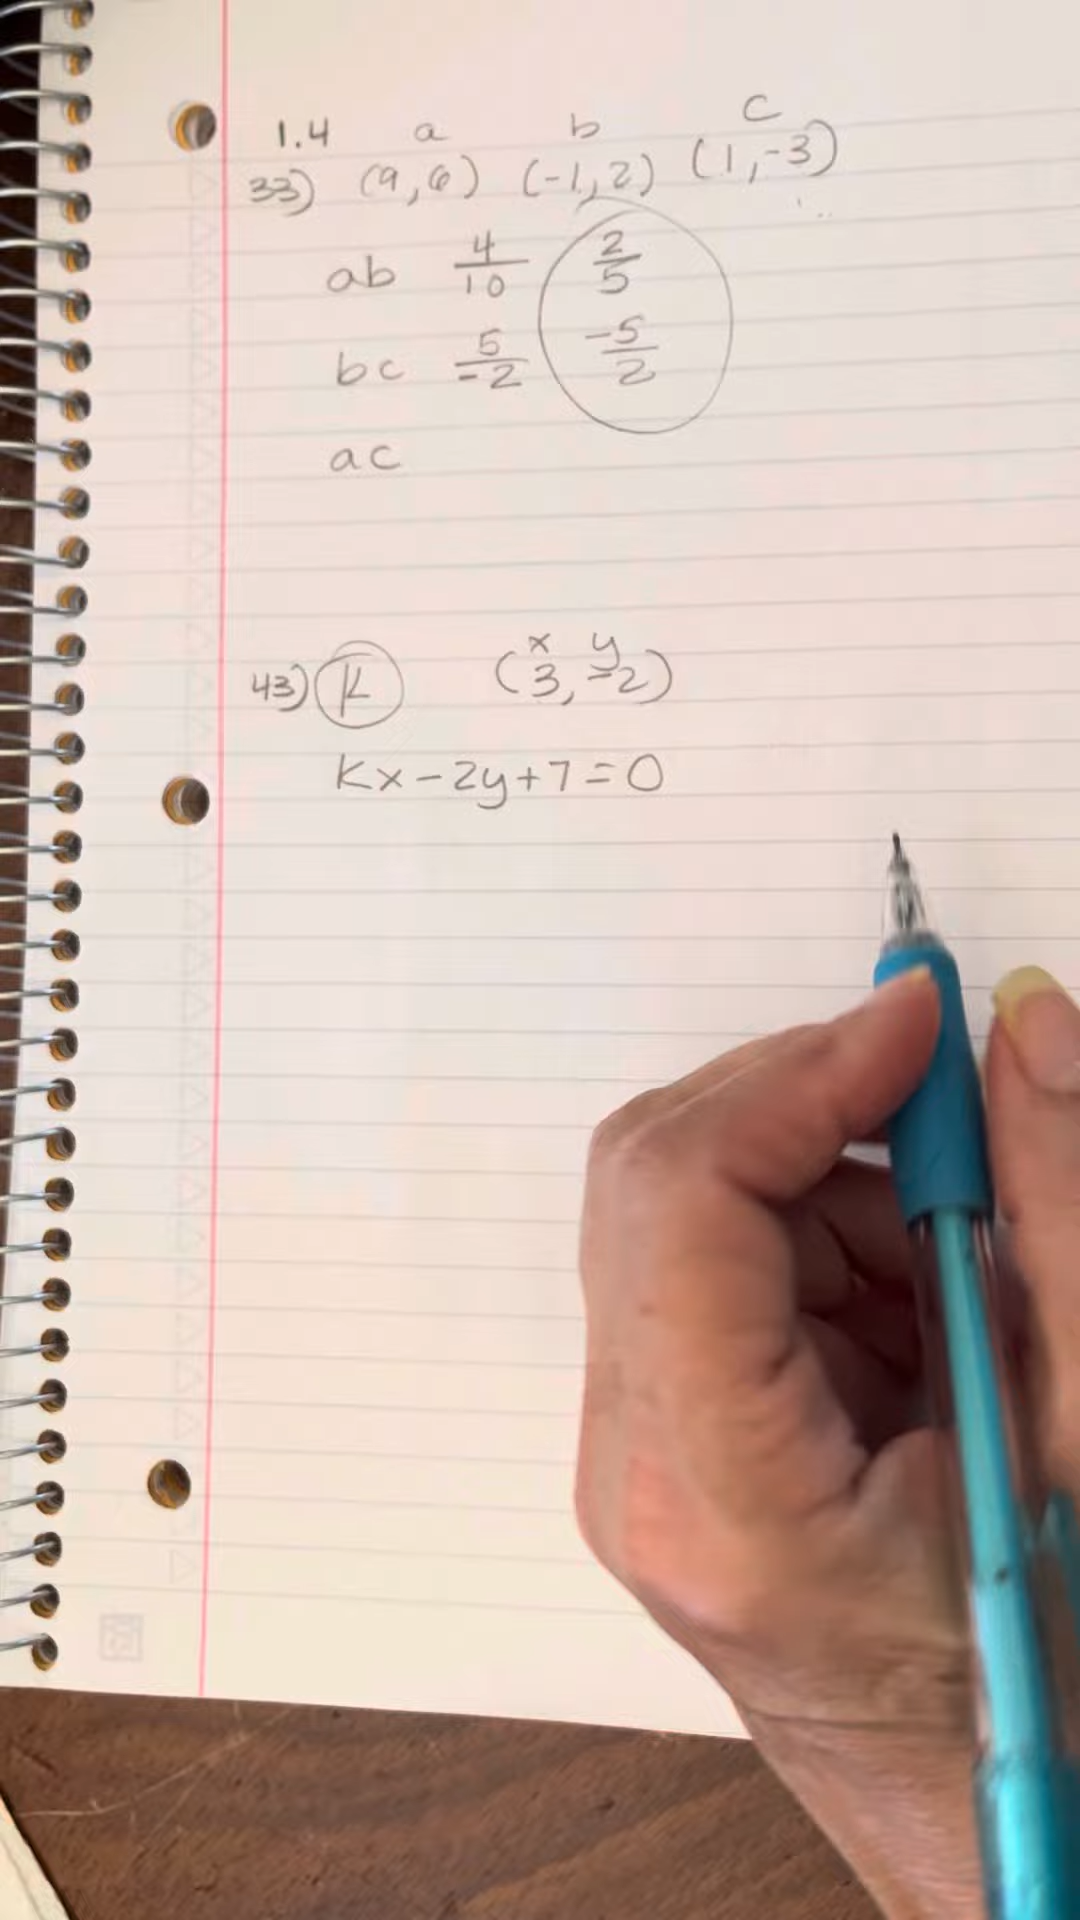 1.4 a b c
33) (9,6) (-1,2) (1,-3)
ab 4/10 2/5
bc 5/-2 -5/2
ac
x y
43) K (3,-2)
Kx-2y+7=0